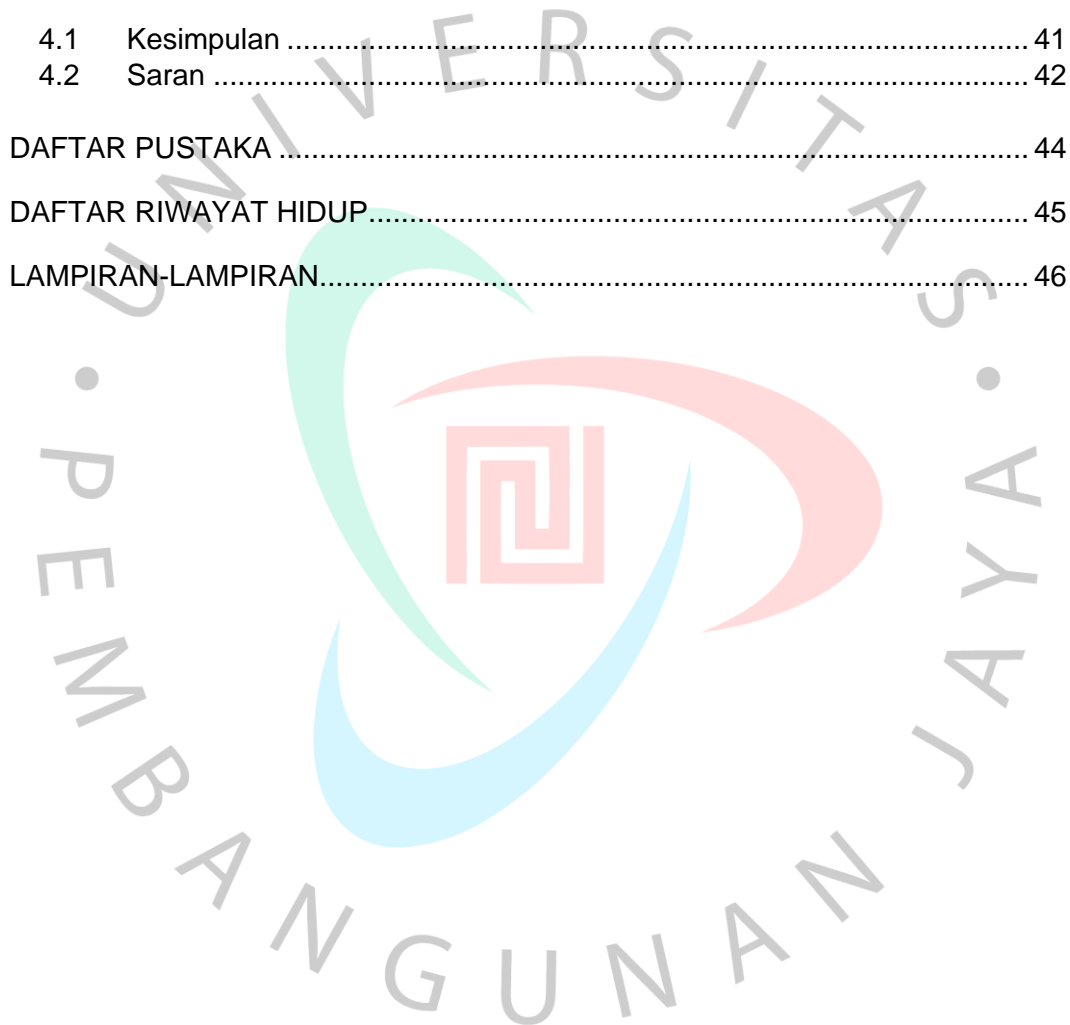 4.1 Kesimpulan .......................................................................................... 41
4.2 Saran ................................................................................................... 42
DAFTAR PUSTAKA ........................................................................................... 44
DAFTAR RIWAYAT HIDUP................................................................................ 45
LAMPIRAN-LAMPIRAN...................................................................................... 46
UNIVERSITAS
• PEMBANGUNAN JAYA •